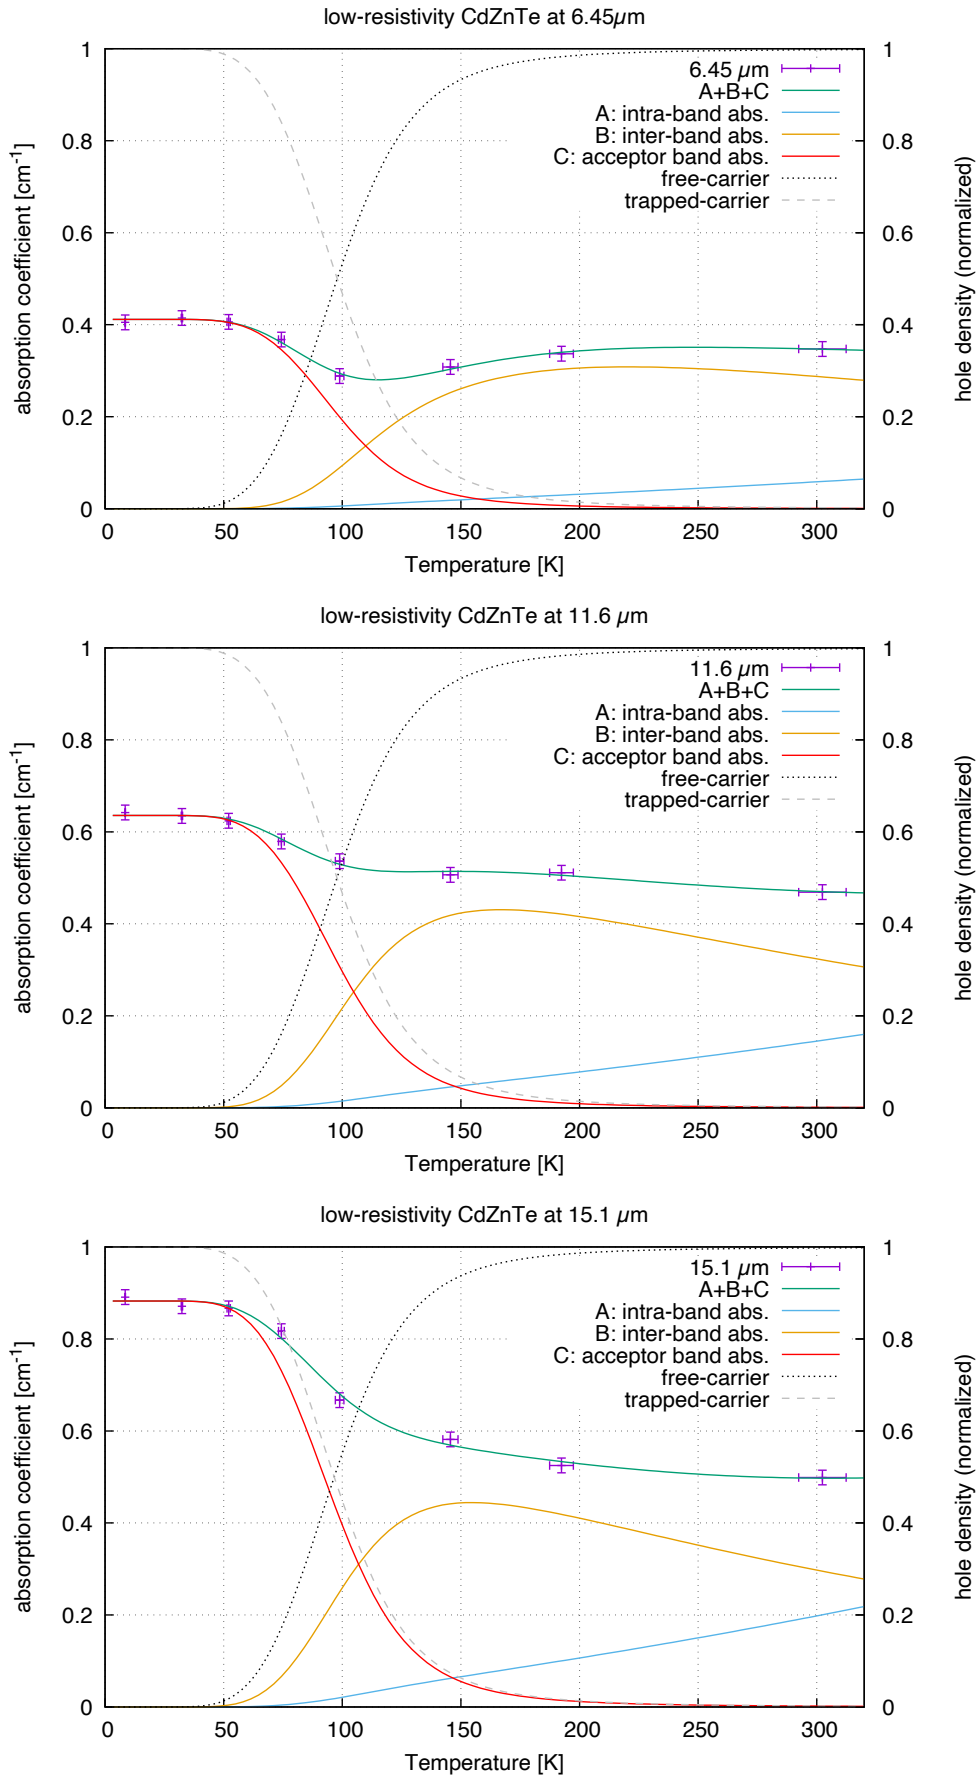 low-resistivity CdZnTe at 6.45µm
1
0.8
0.6
0.4
0.2
0
1
0.8
0.6
0.4
0.2
0
absorption coefficient [cm-1]
hole density (normalized)
6.45 µm
A+B+C
A: intra-band abs.
B: inter-band abs.
C: acceptor band abs.
free-carrier
trapped-carrier
0 50 100 150 200 250 300
Temperature [K]
low-resistivity CdZnTe at 11.6 µm
1
0.8
0.6
0.4
0.2
0
1
0.8
0.6
0.4
0.2
0
absorption coefficient [cm-1]
hole density (normalized)
11.6 µm
A+B+C
A: intra-band abs.
B: inter-band abs.
C: acceptor band abs.
free-carrier
trapped-carrier
0 50 100 150 200 250 300
Temperature [K]
low-resistivity CdZnTe at 15.1 µm
1
0.8
0.6
0.4
0.2
0
1
0.8
0.6
0.4
0.2
0
absorption coefficient [cm-1]
hole density (normalized)
15.1 µm
A+B+C
A: intra-band abs.
B: inter-band abs.
C: acceptor band abs.
free-carrier
trapped-carrier
0 50 100 150 200 250 300
Temperature [K]